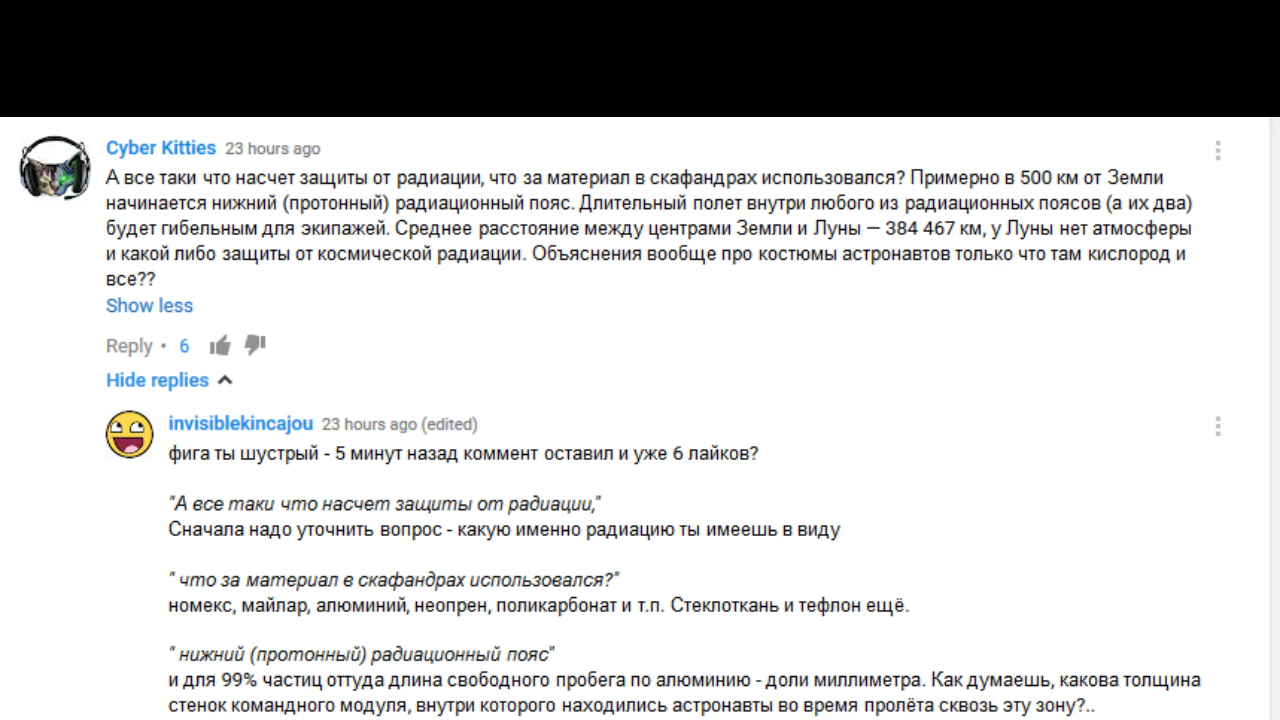 Cyber Kitties 23 hours ago
А все таки что насчет защиты от радиации, что за материал в скафандрах использовался? Примерно в 500 км от Земли
начинается нижний (протонный) радиационный пояс. Длительный полет внутри любого из радиационных поясов (а их два)
будет гибельным для экипажей. Среднее расстояние между центрами Земли и Луны — 384 467 км, у Луны нет атмосферы
и какой либо защиты от космической радиации. Объяснения вообще про костюмы астронавтов только что там кислород и
все??
Show less
Reply • 6
Hide replies
invisiblekincajou 23 hours ago (edited)
фига ты шустрый - 5 минут назад коммент оставил и уже 6 лайков?
"А все таки что насчет защиты от радиации,"
Сначала надо уточнить вопрос - какую именно радиацию ты имеешь в виду
" что за материал в скафандрах использовался?"
номекс, майлар, алюминий, неопрен, поликарбонат и т.п. Стеклоткань и тефлон ещё.
" нижний (протонный) радиационный пояс"
и для 99% частиц оттуда длина свободного пробега по алюминию - доли миллиметра. Как думаешь, какова толщина
стенок командного модуля, внутри которого находились астронавты во время пролёта сквозь эту зону?..